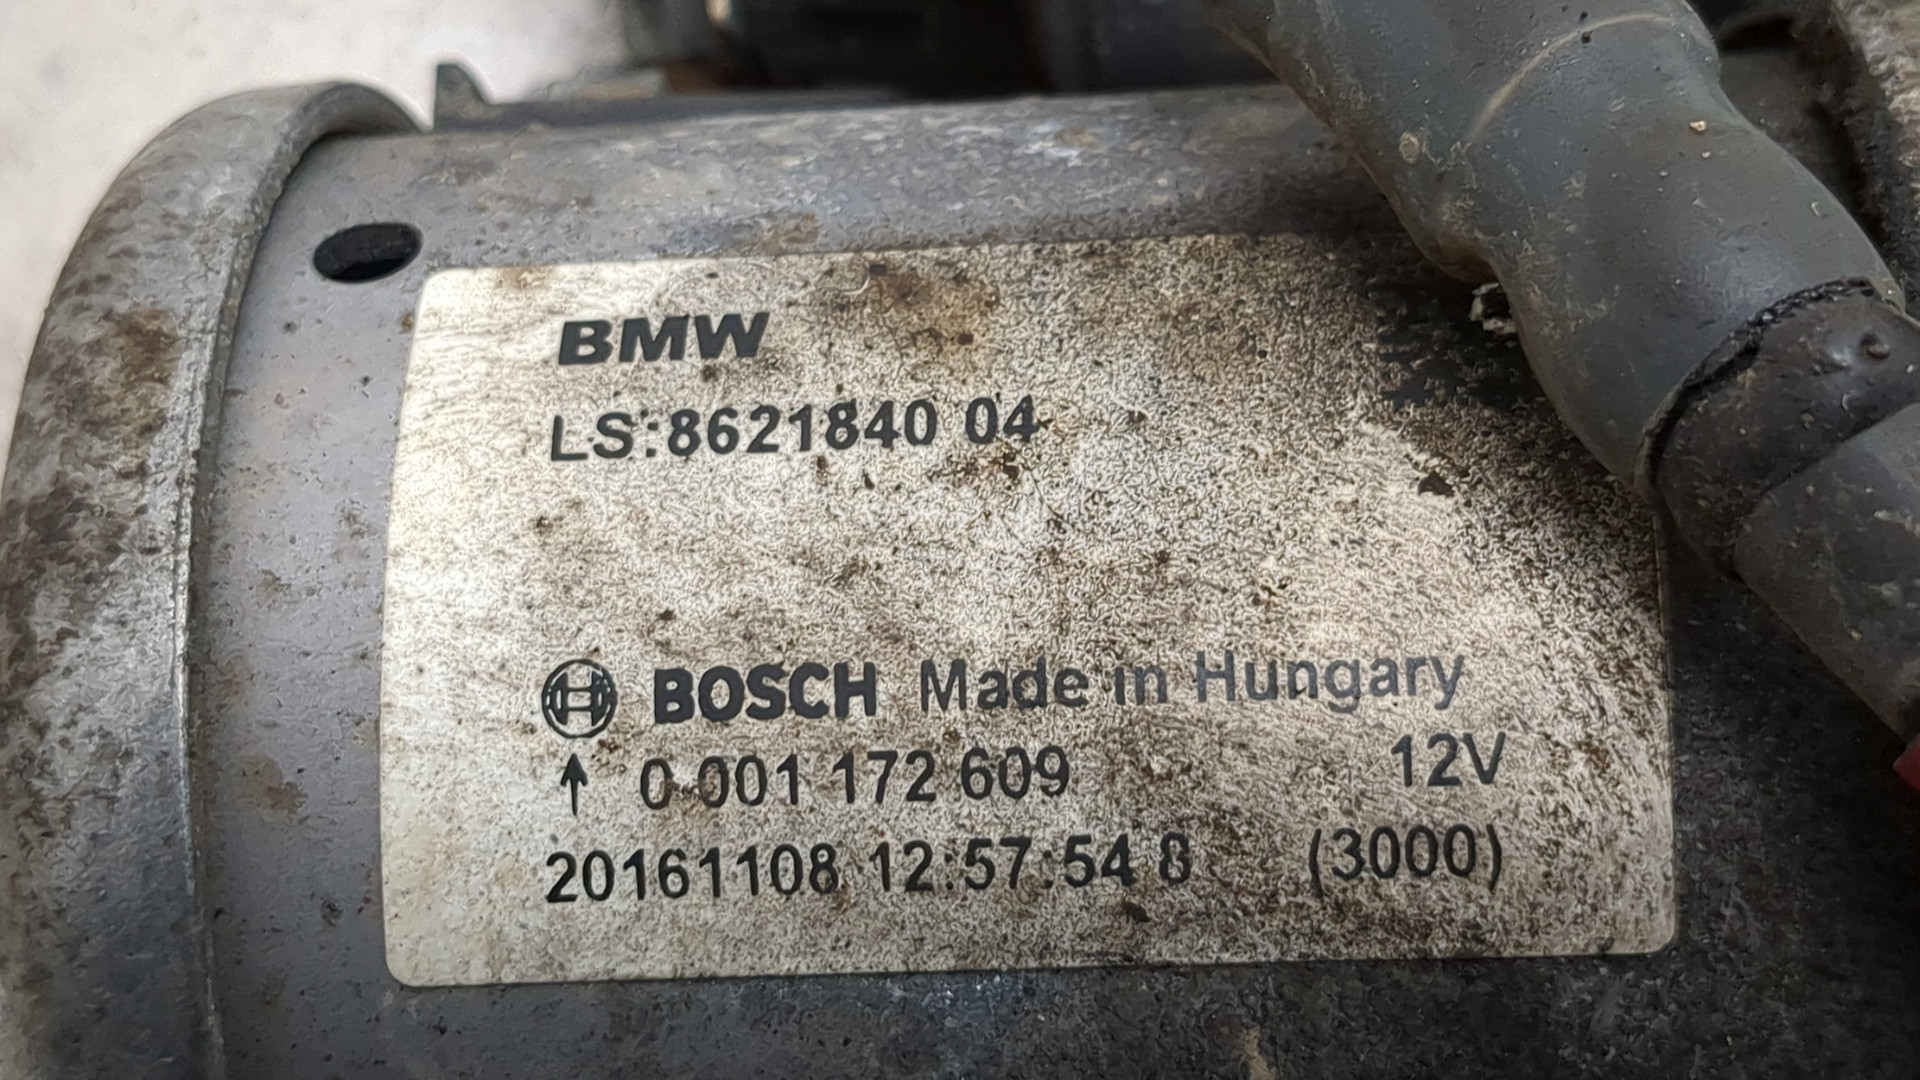 BMW
LS:8621840 04
BOSCH Made in Hungary
↑ 0 001 172 609 12V
20161108 12:57:54 8 (3000)